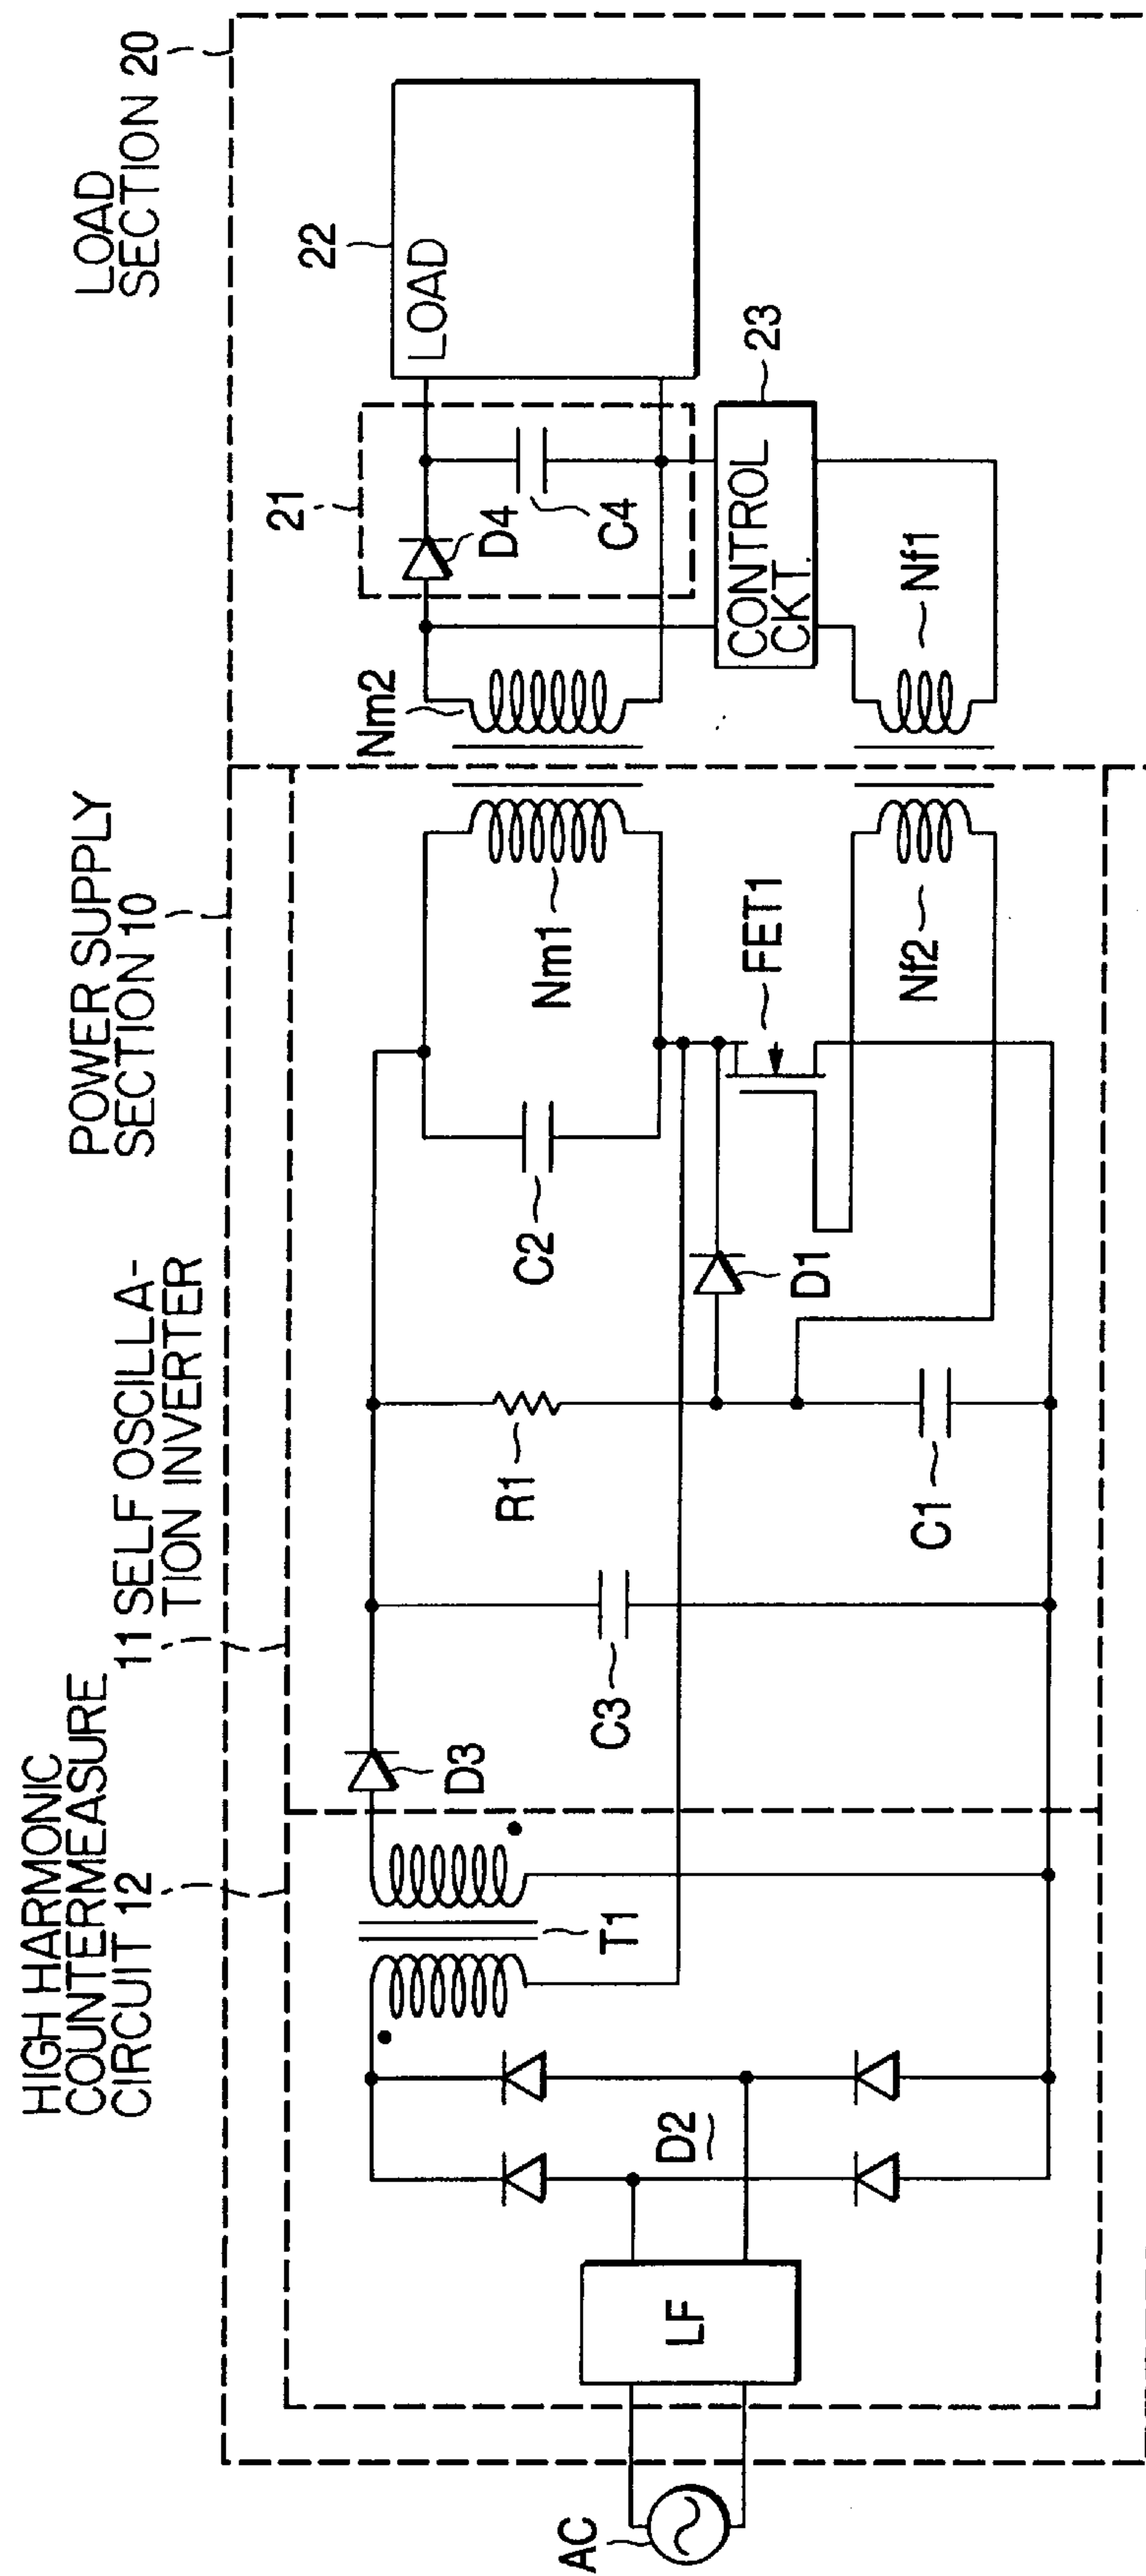 HIGH HARMONIC
COUNTERMEASURE
CIRCUIT 12
11 SELF OSCILLA-
TION INVERTER
POWER SUPPLY
SECTION 10
LOAD
SECTION 20
AC
LF
D2
T1
D3
C3
R1
C1
C2
D1
Nm1
FET1
Nf2
Nm2
21
D4
C4
22
LOAD
CONTROL
CKT.
23
Nf1